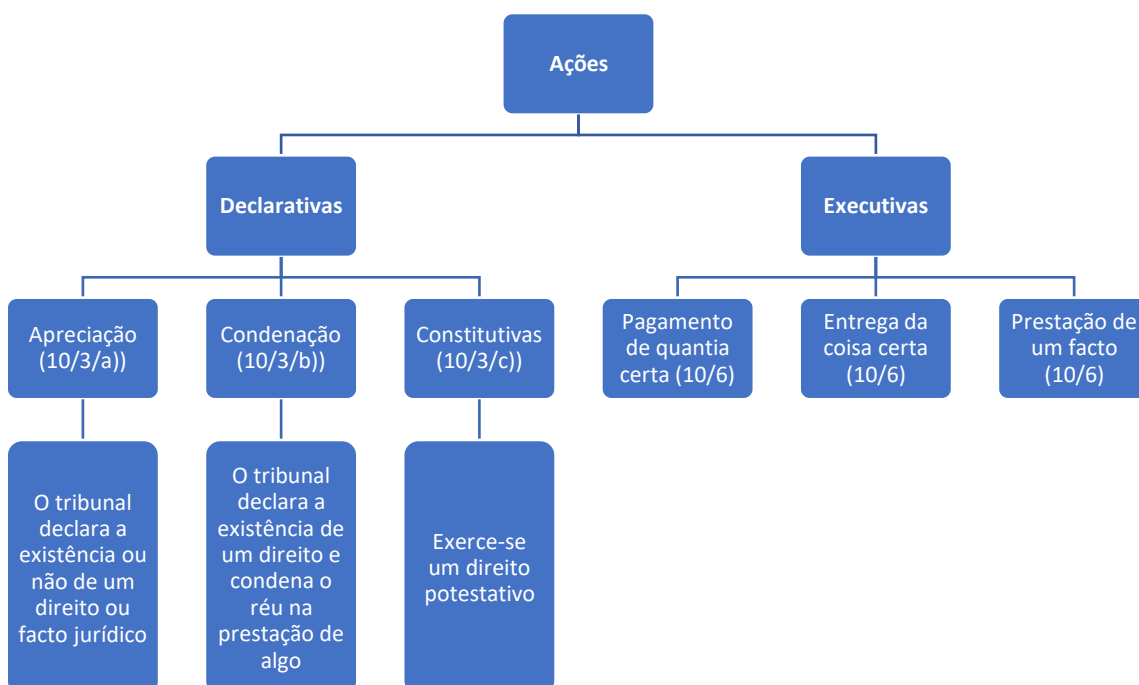 Ações
Declarativas
Executivas
Apreciação
(10/3/a))
Condenação
(10/3/b))
Constitutivas
(10/3/c))
Pagamento
de quantia
certa (10/6)
Entrega da
coisa certa
(10/6)
Prestação de
um facto
(10/6)
O tribunal
declara a
existência ou
não de um
direito ou
facto jurídico
O tribunal
declara a
existência de
um direito e
condena o
réu na
prestação de
algo
Exerce-se
um direito
potestativo